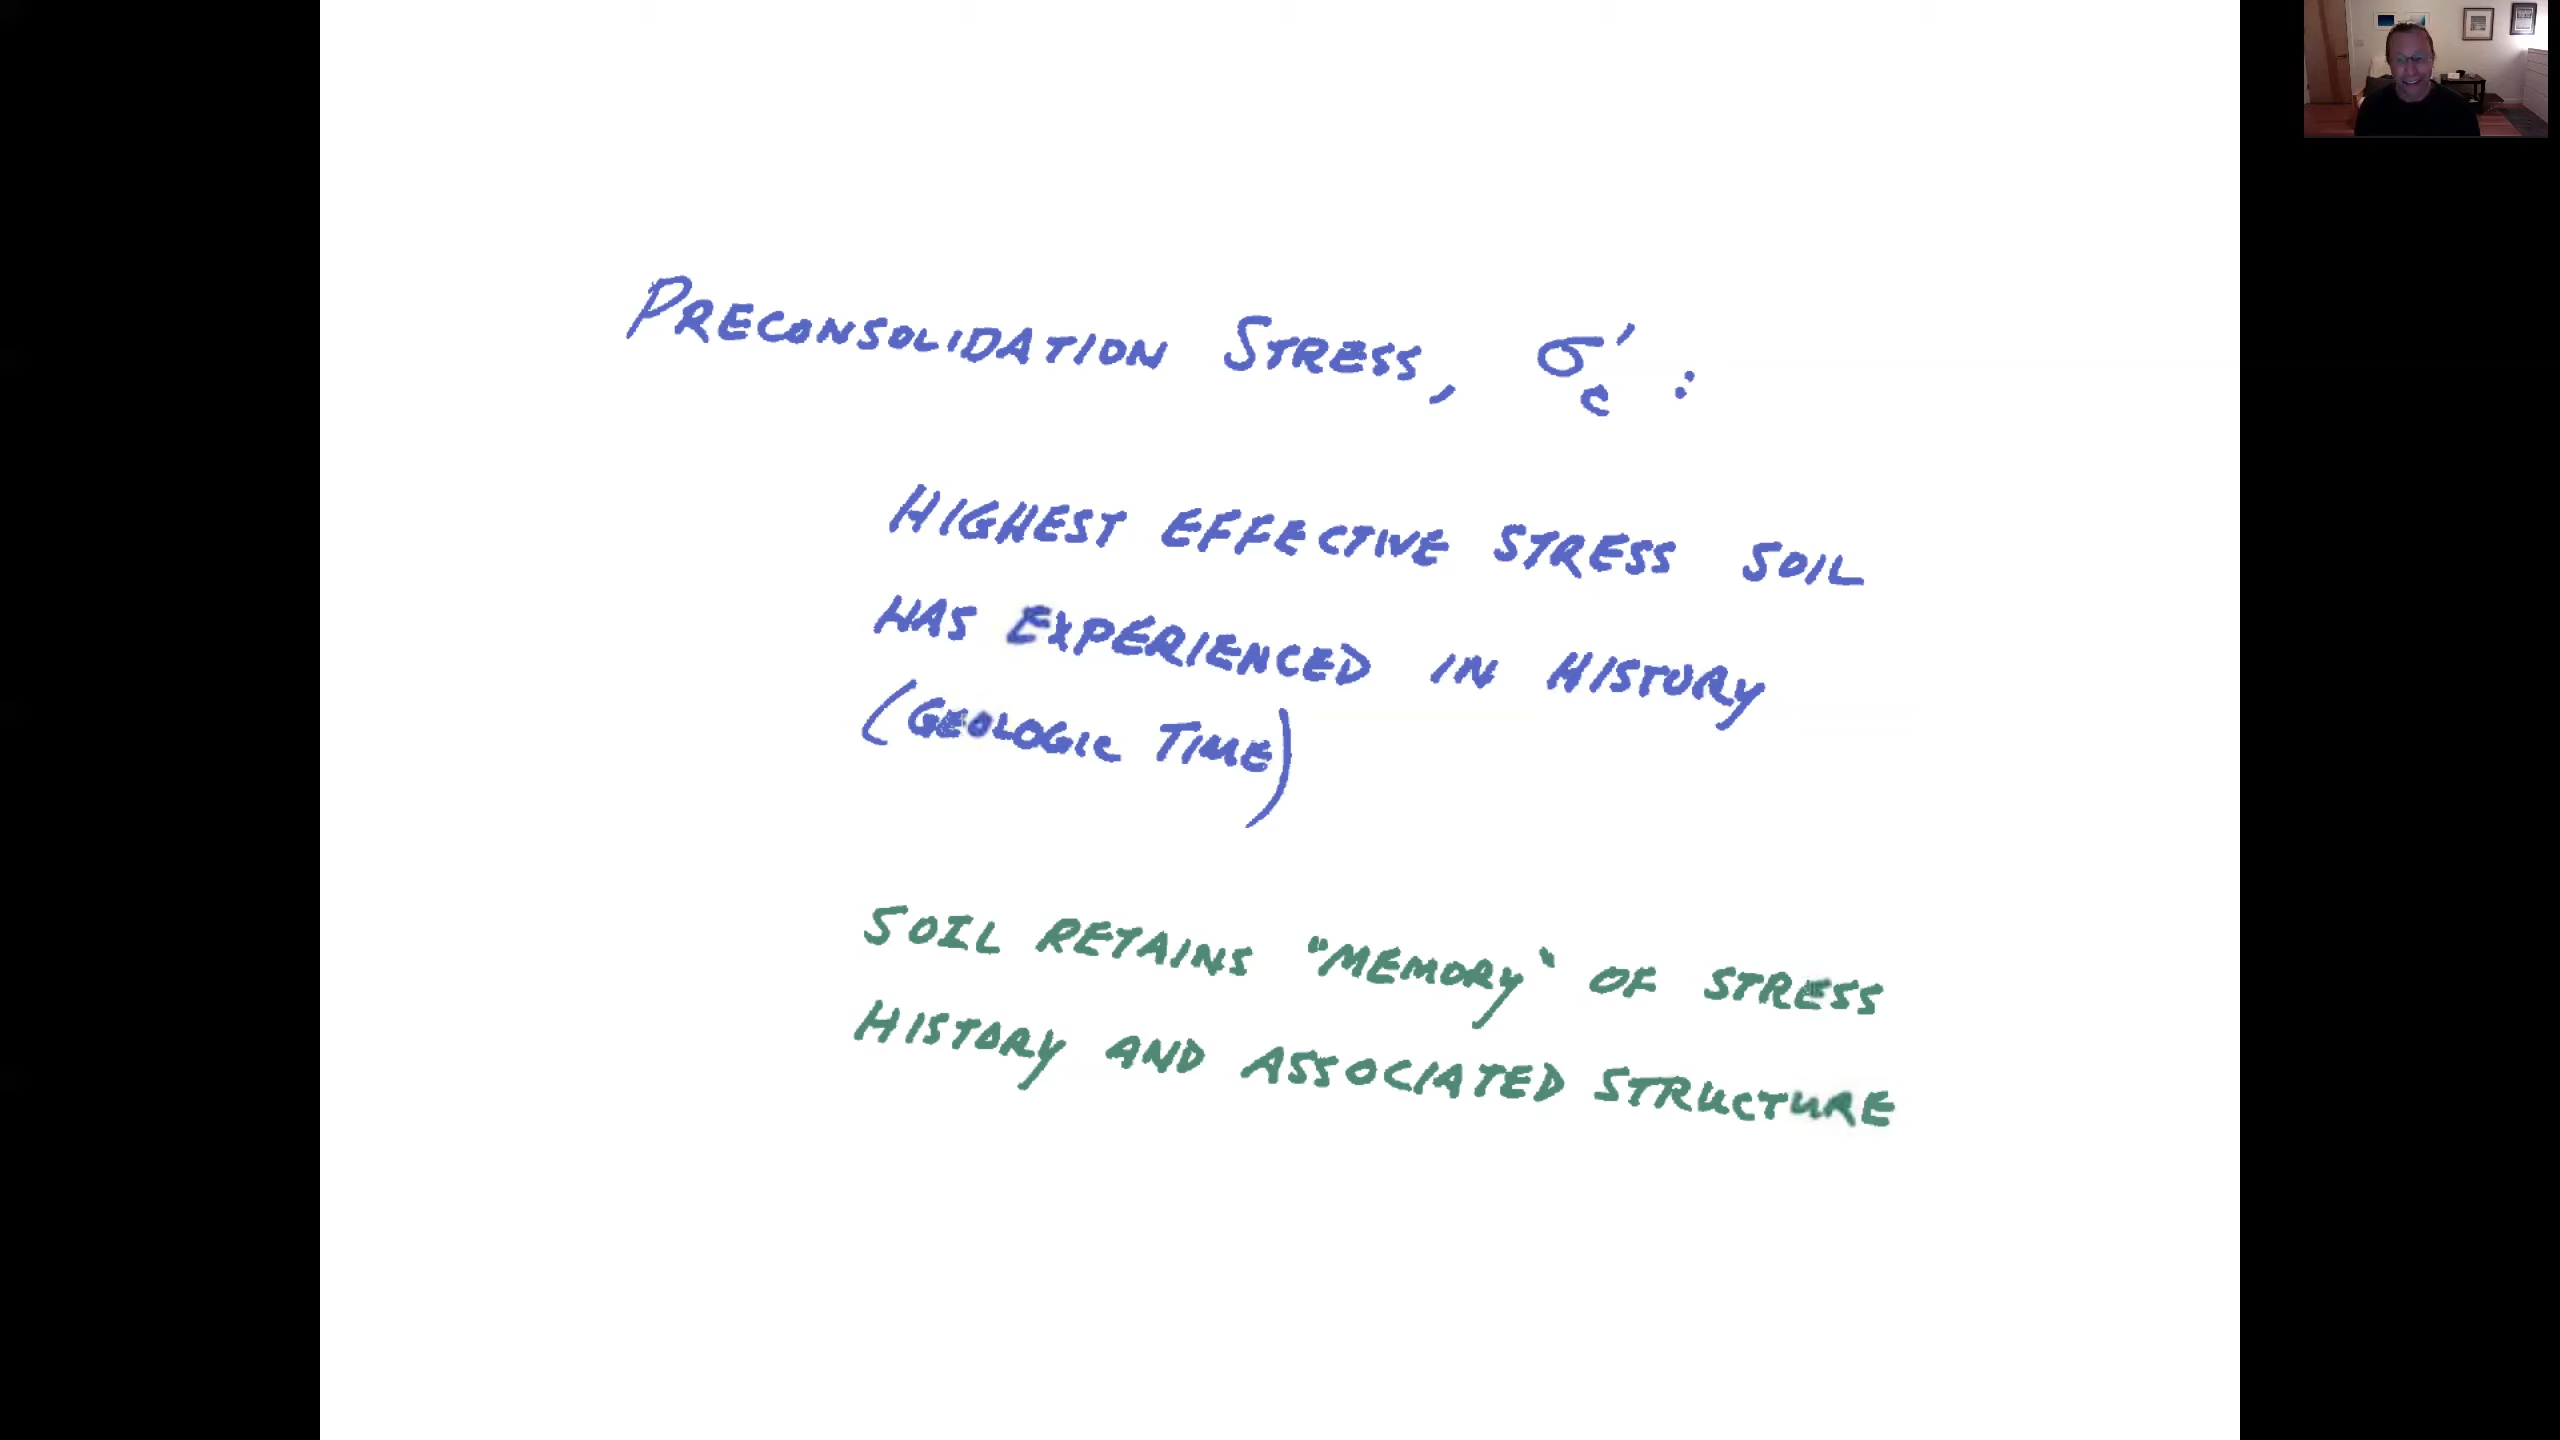 PRECONSOLIDATION STRESS, σ'c :
HIGHEST EFFECTIVE STRESS SOIL
HAS EXPERIENCED IN HISTORY
(GEOLOGIC TIME)
SOIL RETAINS "MEMORY" OF STRESS
HISTORY AND ASSOCIATED STRUCTURE